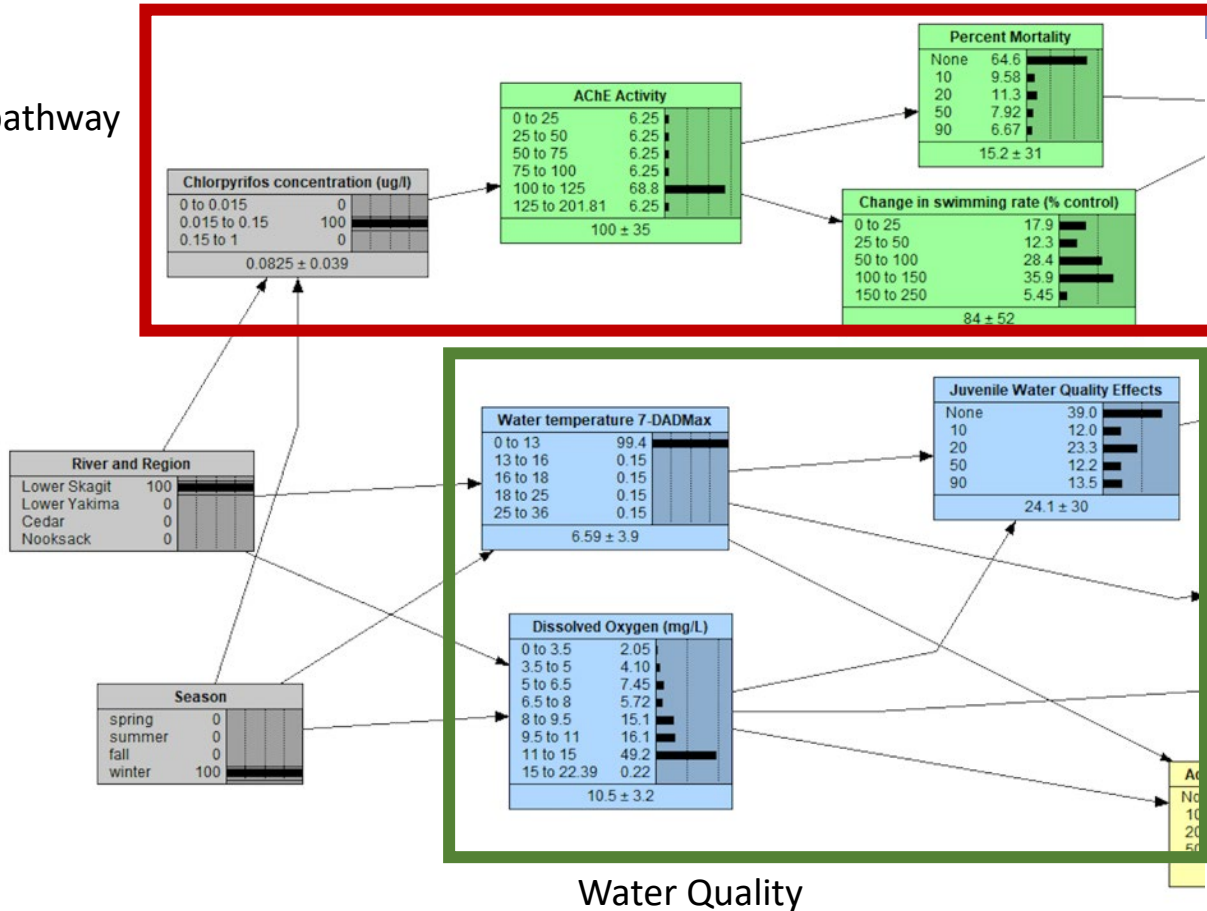 pathway
Percent Mortality
None 64.6
10 9.58
20 11.3
50 7.92
90 6.67
15.2 ± 31
AChE Activity
0 to 25 6.25
25 to 50 6.25
50 to 75 6.25
75 to 100 6.25
100 to 125 68.8
125 to 201.81 6.25
100 ± 35
Chlorpyrifos concentration (ug/l)
0 to 0.015 0
0.015 to 0.15 100
0.15 to 1 0
0.0825 ± 0.039
Change in swimming rate (% control)
0 to 25 17.9
25 to 50 12.3
50 to 100 28.4
100 to 150 35.9
150 to 250 5.45
84 ± 52
Juvenile Water Quality Effects
None 39.0
10 12.0
20 23.3
50 12.2
90 13.5
24.1 ± 30
Water temperature 7-DADMax
0 to 13 99.4
13 to 16 0.15
16 to 18 0.15
18 to 25 0.15
25 to 36 0.15
6.59 ± 3.9
River and Region
Lower Skagit 100
Lower Yakima 0
Cedar 0
Nooksack 0
Dissolved Oxygen (mg/L)
0 to 3.5 2.05
3.5 to 5 4.10
5 to 6.5 7.45
6.5 to 8 5.72
8 to 9.5 15.1
9.5 to 11 16.1
11 to 15 49.2
15 to 22.39 0.22
10.5 ± 3.2
Season
spring 0
summer 0
fall 0
winter 100
Water Quality